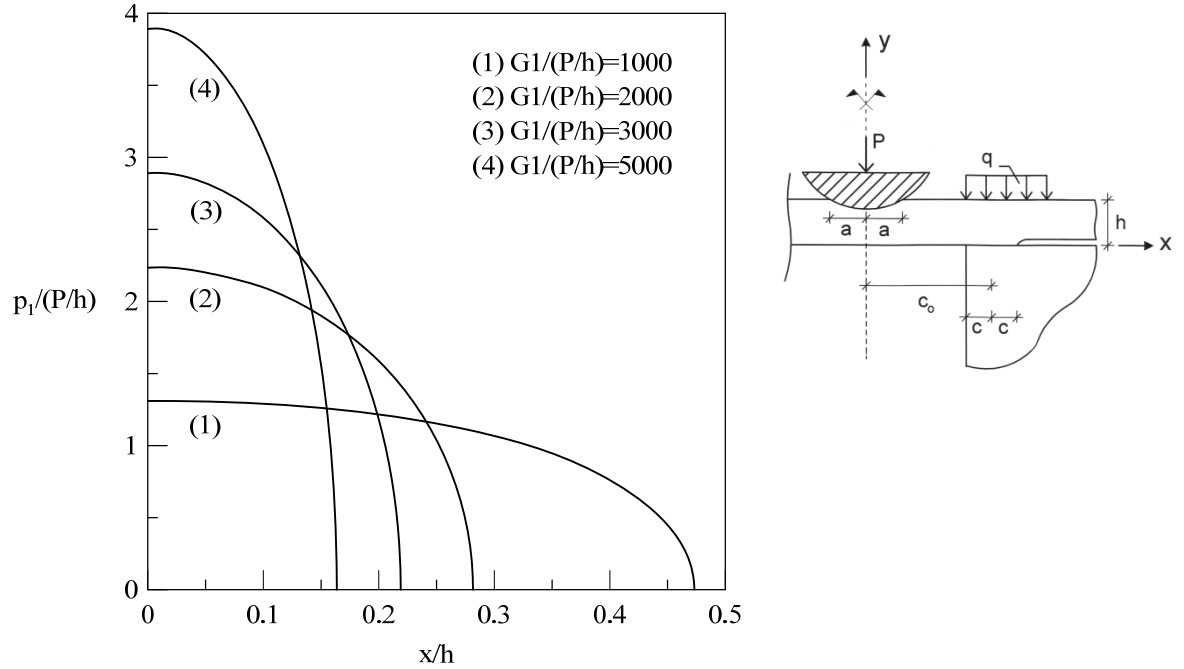 4
3
2
1
0
p₁/(P/h)
(1) G1/(P/h)=1000
(2) G1/(P/h)=2000
(3) G1/(P/h)=3000
(4) G1/(P/h)=5000
(4)
(3)
(2)
(1)
0 0.1 0.2 0.3 0.4 0.5
x/h
y
P
q
a a
h
x
c₀
c c